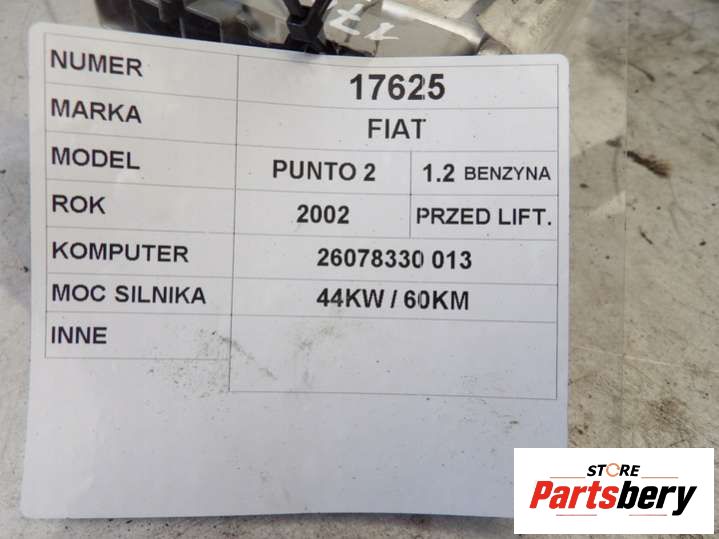 NUMER 17625
MARKA FIAT
MODEL PUNTO 2 1.2 BENZYNA
ROK 2002 PRZED LIFT.
KOMPUTER 26078330 013
MOC SILNIKA 44KW / 60KM
INNE
STORE
Partsbery